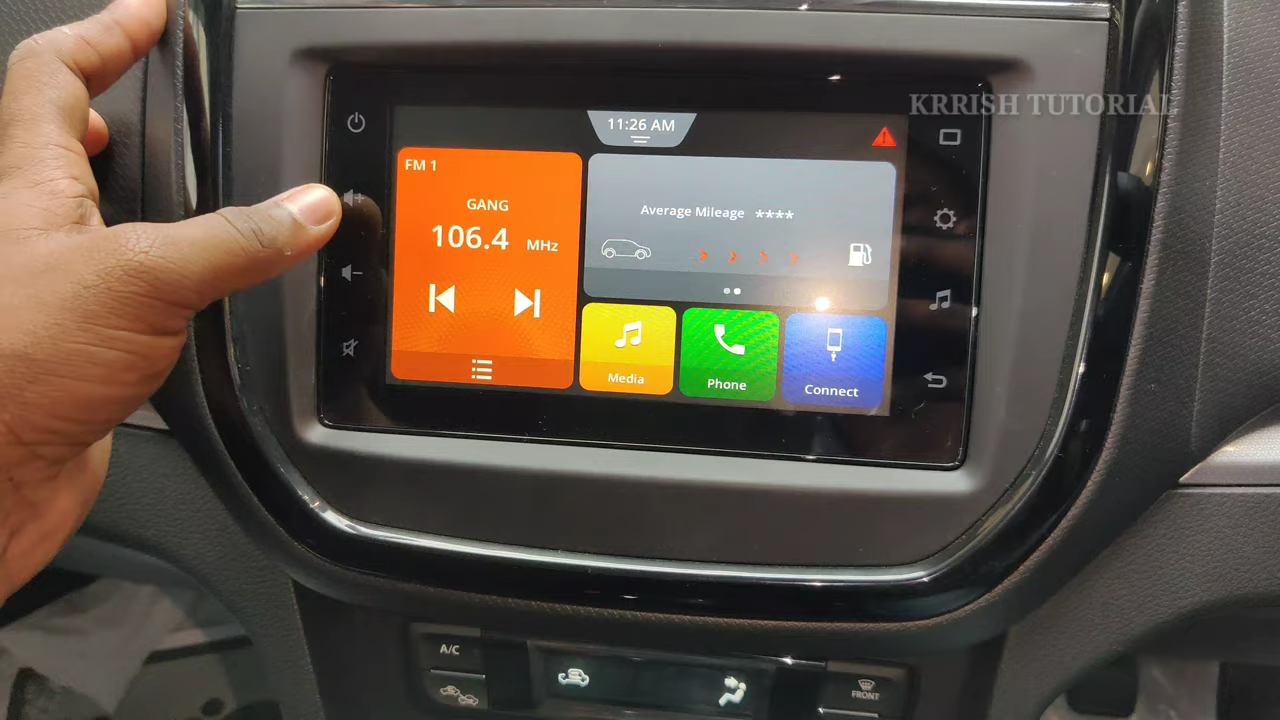 KRRISH TUTORIAL
11:26 AM
FM 1
GANG
106.4 MHz
Average Mileage ****
Media
Phone
Connect
A/C
FRONT